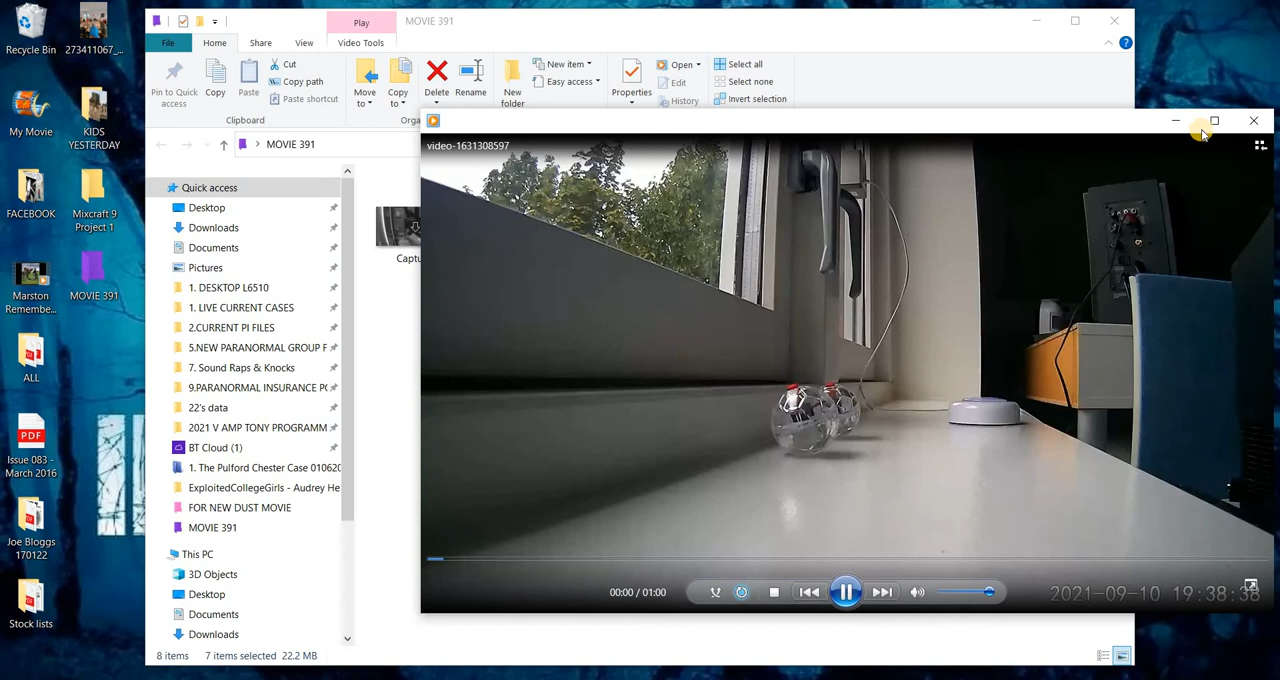 Recycle Bin
273411067_...
My Movie
KIDS
YESTERDAY
FACEBOOK
Mixcraft 9
Project 1
Marston
Remembe...
MOVIE 391
ALL
PDF
Issue 083 -
March 2016
Joe Bloggs
170122
Stock lists
Play
MOVIE 391
File
Home
Share
View
Video Tools
Pin to Quick
access
Copy
Paste
Cut
Copy path
Paste shortcut
Clipboard
Move
to
Copy
to
Delete
Rename
Orga
New
folder
New item
Easy access
Properties
Open
Edit
History
Select all
Select none
Invert selection
MOVIE 391
Quick access
Desktop
Downloads
Documents
Pictures
1. DESKTOP L6510
1. LIVE CURRENT CASES
2.CURRENT PI FILES
5.NEW PARANORMAL GROUP F
7. Sound Raps & Knocks
9.PARANORMAL INSURANCE PO
22's data
2021 V AMP TONY PROGRAMM
BT Cloud (1)
1. The Pulford Chester Case 010620
ExploitedCollegeGirls - Audrey He
FOR NEW DUST MOVIE
MOVIE 391
This PC
3D Objects
Desktop
Documents
Downloads
Captu
8 items 7 items selected 22.2 MB
video-1631308597
00:00 / 01:00
2021-09-10 19:38:38